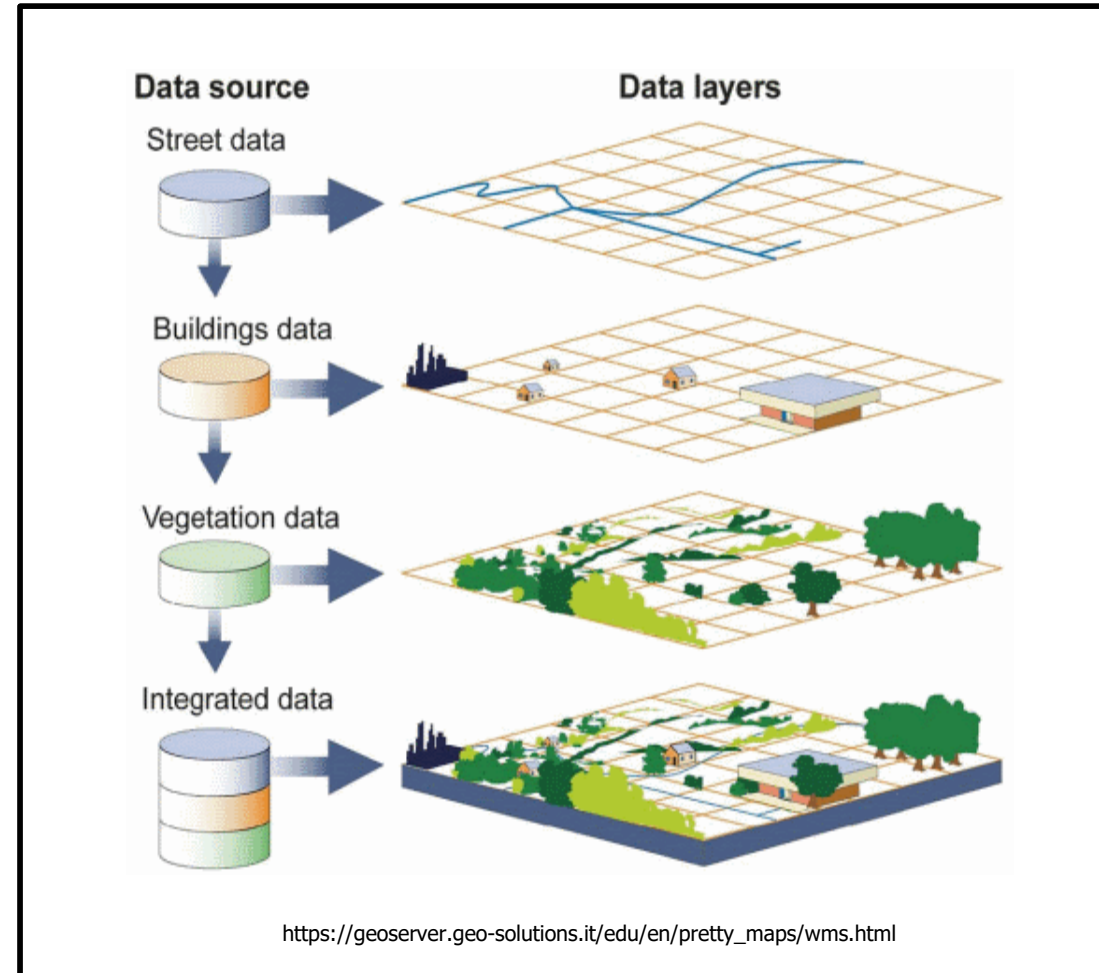 Data source
Data layers
Street data
Buildings data
Vegetation data
Integrated data
https://geoserver.geo-solutions.it/edu/en/pretty_maps/wms.html